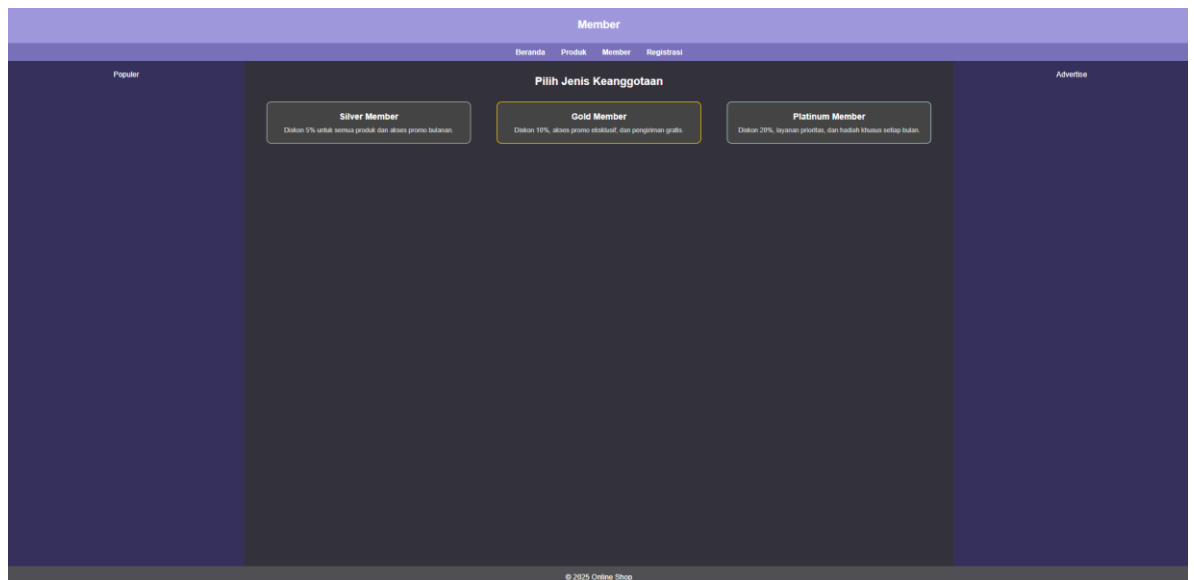 Member
Beranda Produk Member Registrasi
Populer
Pilih Jenis Keanggotaan
Silver Member
Diskon 5% untuk semua produk dan akses promo bulanan.
Gold Member
Diskon 10%, akses promo eksklusif, dan pengiriman gratis.
Platinum Member
Diskon 20%, layanan prioritas, dan hadiah khusus setiap bulan.
Advertise
© 2025 Online Shop